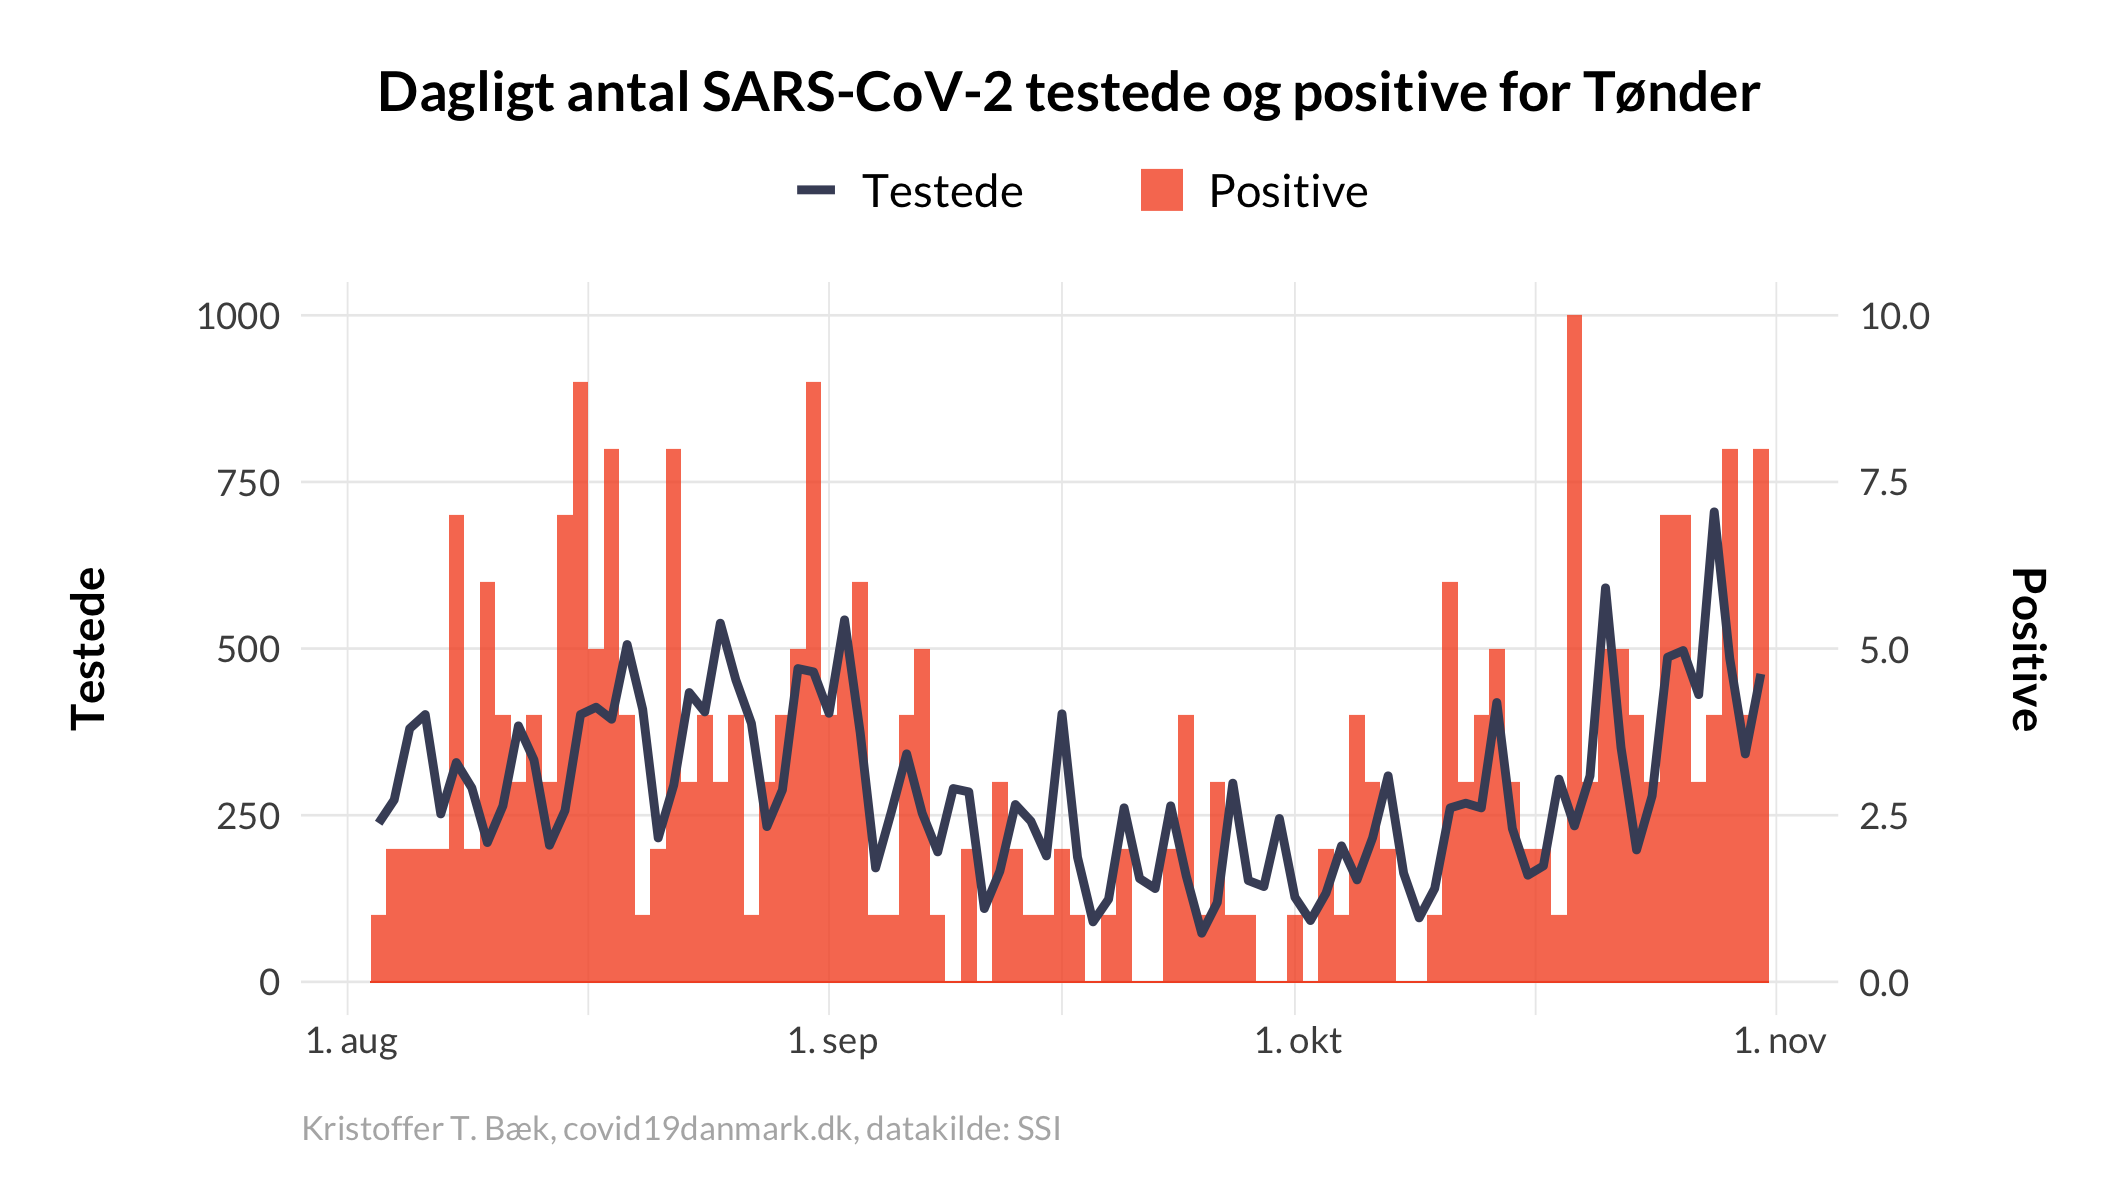 Dagligt antal SARS-CoV-2 testede og positive for Tønder
Testede
Positive
1000
750
500
250
0
10.0
7.5
5.0
2.5
0.0
Testede
Positive
1. aug
1. sep
1. okt
1. nov
Kristoffer T. Bæk, covid19danmark.dk, datakilde: SSI